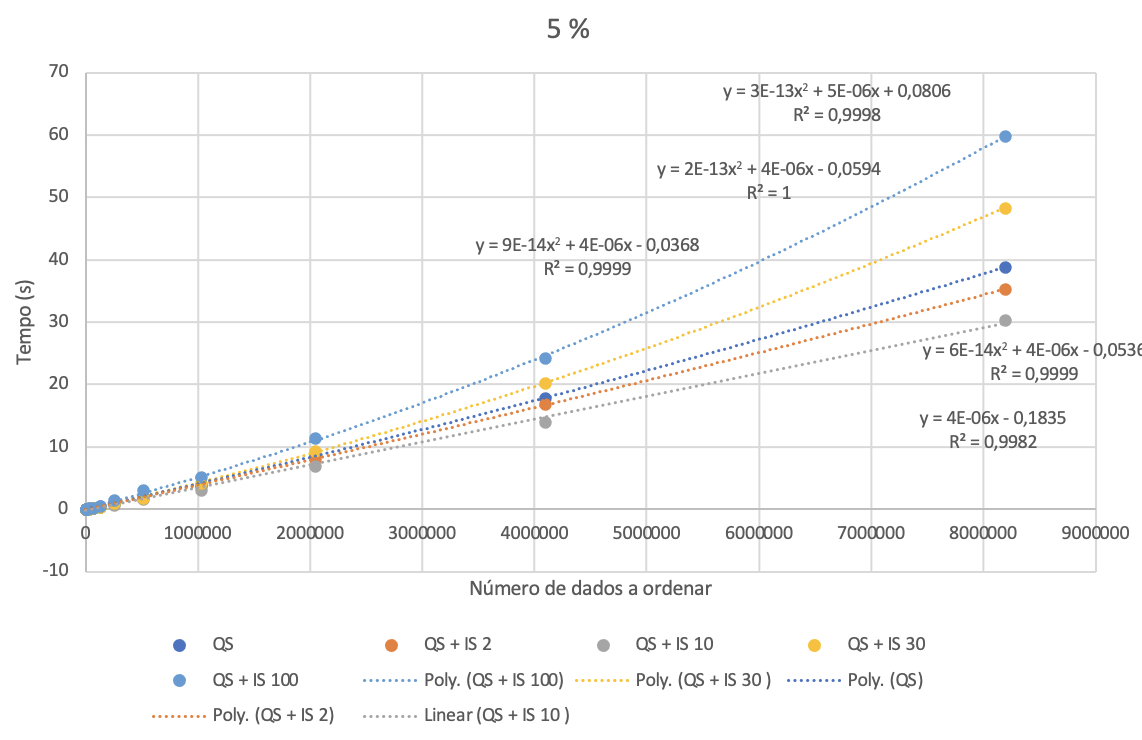 5 %
70
60
50
40
30
20
10
0
-10
Tempo (s)
y = 3E-13x² + 5E-06x + 0,0806
R² = 0,9998
y = 2E-13x² + 4E-06x - 0,0594
R² = 1
y = 9E-14x² + 4E-06x - 0,0368
R² = 0,9999
y = 6E-14x² + 4E-06x - 0,0536
R² = 0,9999
y = 4E-06x - 0,1835
R² = 0,9982
0 1000000 2000000 3000000 4000000 5000000 6000000 7000000 8000000 9000000
Número de dados a ordenar
QS QS + IS 2 QS + IS 10 QS + IS 30
QS + IS 100 Poly. (QS + IS 100) Poly. (QS + IS 30 ) Poly. (QS)
Poly. (QS + IS 2) Linear (QS + IS 10 )